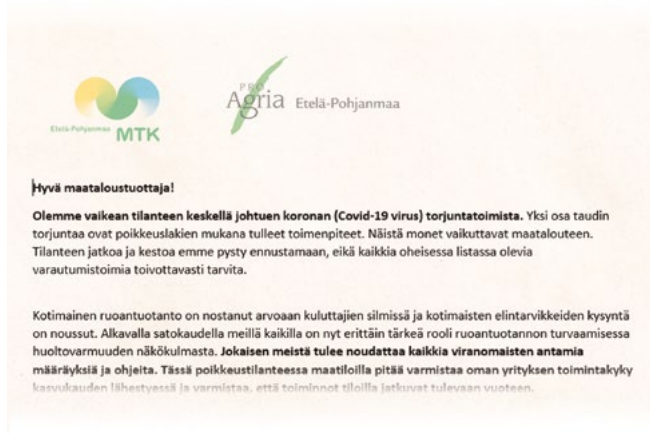 Etelä-Pohjanmaa MTK
PRO
Agria Etelä-Pohjanmaa
Hyvä maataloustuottaja!
Olemme vaikean tilanteen keskellä johtuen koronan (Covid-19 virus) torjuntatoimista. Yksi osa taudin
torjuntaa ovat poikkeuslakien mukana tulleet toimenpiteet. Näistä monet vaikuttavat maatalouteen.
Tilanteen jatkoa ja kestoa emme pysty ennustamaan, eikä kaikkia oheisessa listassa olevia
varautumistoimia toivottavasti tarvita.
Kotimainen ruoantuotanto on nostanut arvoaan kuluttajien silmissä ja kotimaisten elintarvikkeiden kysyntä
on noussut. Alkavalla satokaudella meillä kaikilla on nyt erittäin tärkeä rooli ruoantuotannon turvaamisessa
huoltovarmuuden näkökulmasta. Jokaisen meistä tulee noudattaa kaikkia viranomaisten antamia
määräyksiä ja ohjeita. Tässä poikkeustilanteessa maatiloilla pitää varmistaa oman yrityksen toimintakyky
kasvukauden lähestyessä ja varmistaa, että toiminnot tiloilla jatkuvat tulevaan vuoteen.